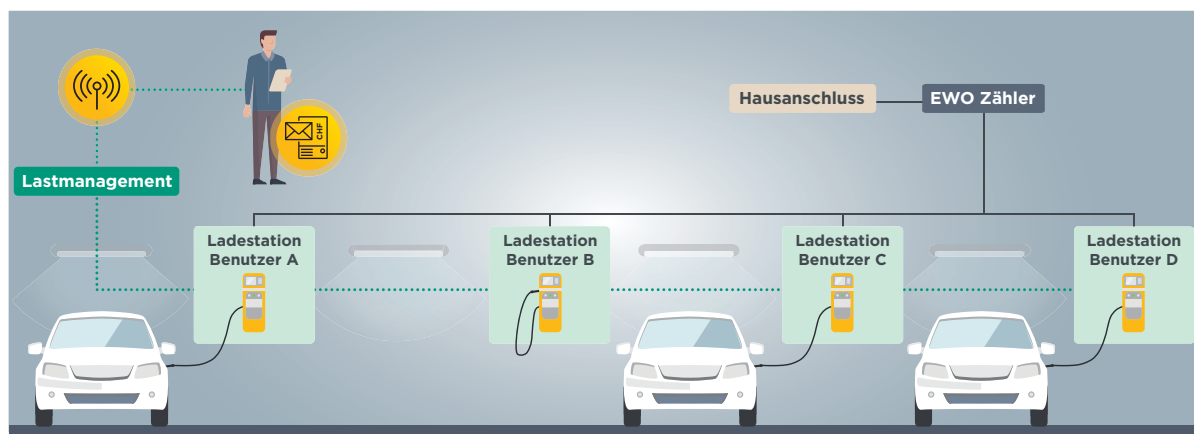 CHF
Hausanschluss
EWO Zähler
Lastmanagement
Ladestation
Benutzer A
Ladestation
Benutzer B
Ladestation
Benutzer C
Ladestation
Benutzer D